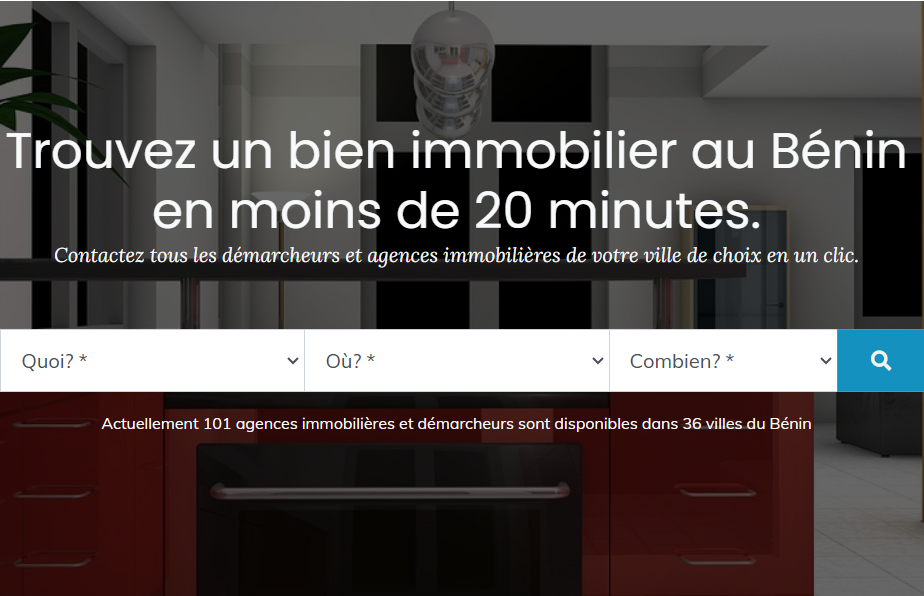 Trouvez un bien immobilier au Bénin
en moins de 20 minutes.
Contactez tous les démarcheurs et agences immobilières de votre ville de choix en un clic.
Quoi? * Où? * Combien? *
Actuellement 101 agences immobilières et démarcheurs sont disponibles dans 36 villes du Bénin